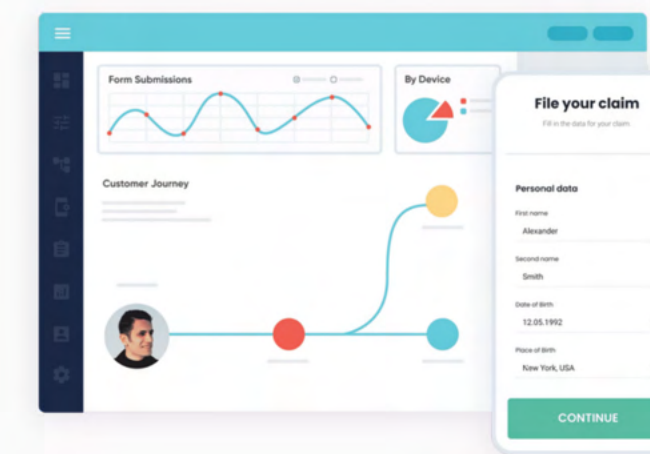 Form Submissions
By Device
Customer Journey
File your claim
Fill in the data for your claim
Personal data
First name
Alexander
Second name
Smith
Date of Birth
12.05.1992
Place of Birth
New York, USA
CONTINUE